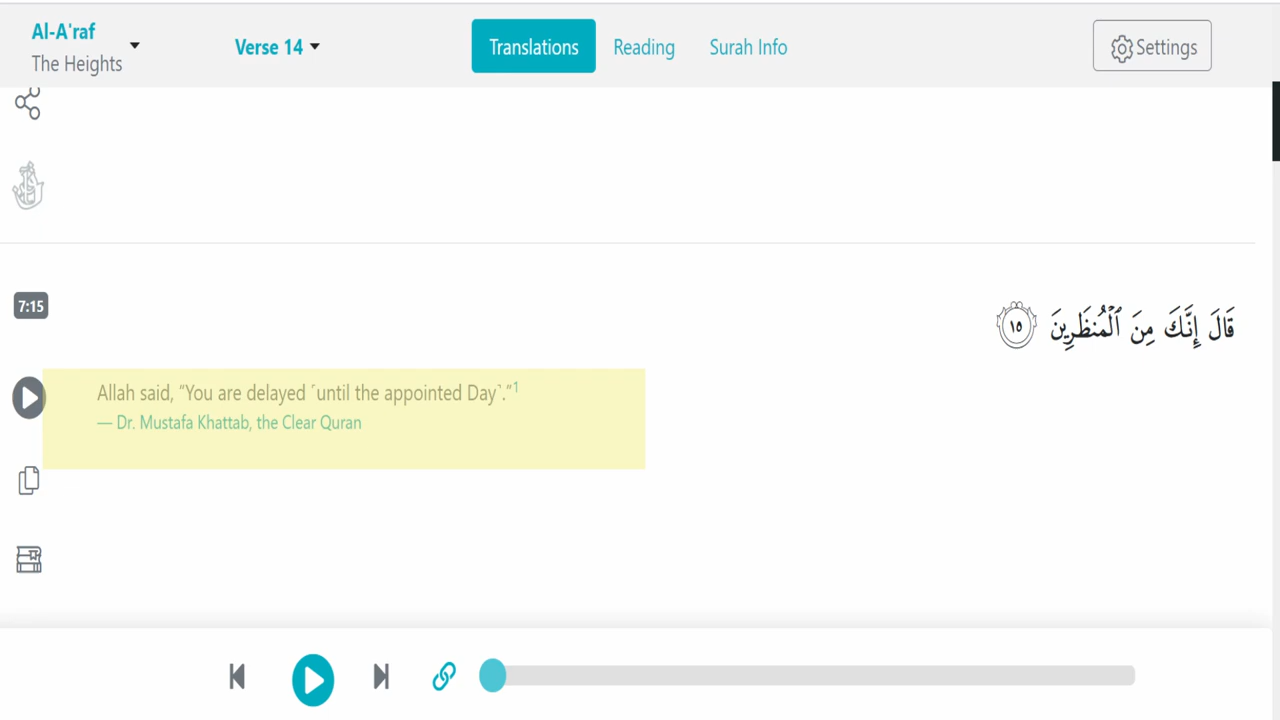 Al-A'raf
The Heights
Verse 14
Translations
Reading
Surah Info
Settings
7:15
قَالَ إِنَّكَ مِنَ ٱلْمُنظَرِينَ ١٥
Allah said, “You are delayed ˹until the appointed Day˺.”1
— Dr. Mustafa Khattab, the Clear Quran